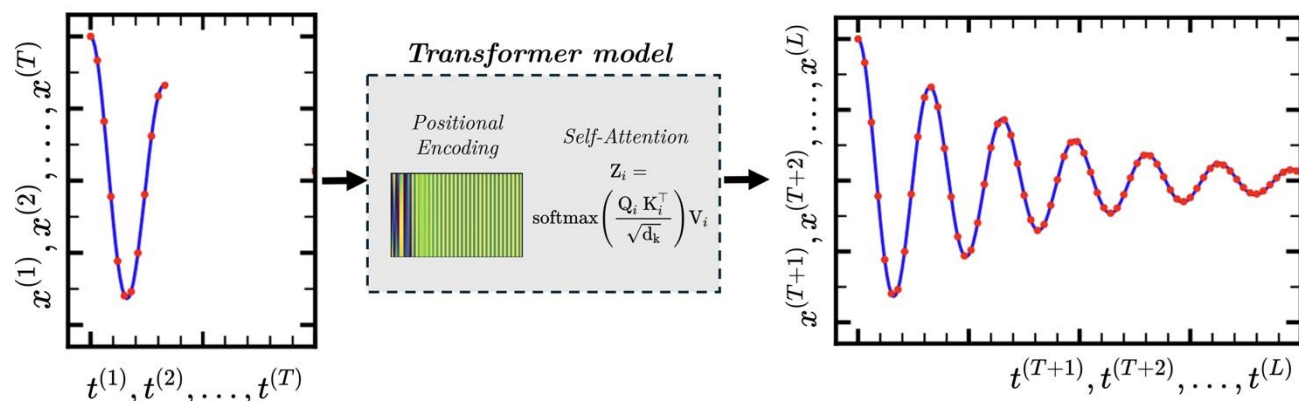 x^(1), x^(2), ..., x^(T)
t^(1), t^(2), ..., t^(T)
Transformer model
Positional
Encoding
Self-Attention
Z_i =
softmax(Q_i K_i^⊤ / √d_k) V_i
x^(T+1), x^(T+2), ..., x^(L)
t^(T+1), t^(T+2), ..., t^(L)